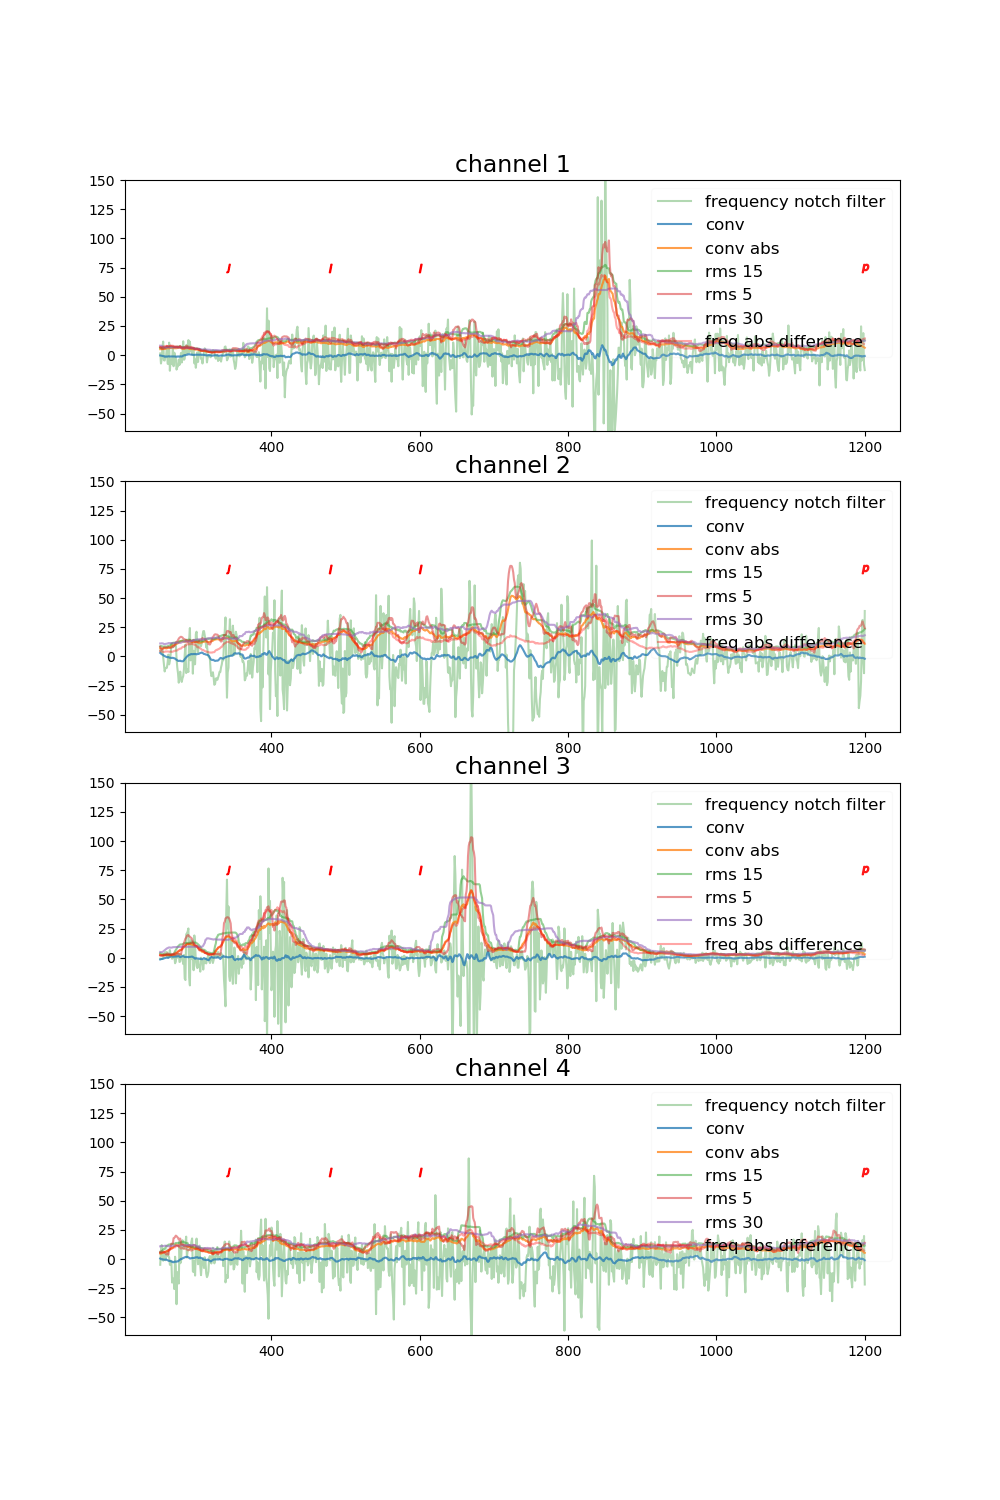 channel 1
150
125
100
75
50
25
0
−25
−50
J I I p
frequency notch filter
conv
conv abs
rms 15
rms 5
rms 30
freq abs difference
400 600 800 1000 1200
channel 2
150
125
100
75
50
25
0
−25
−50
J I I p
frequency notch filter
conv
conv abs
rms 15
rms 5
rms 30
freq abs difference
400 600 800 1000 1200
channel 3
150
125
100
75
50
25
0
−25
−50
J I I p
frequency notch filter
conv
conv abs
rms 15
rms 5
rms 30
freq abs difference
400 600 800 1000 1200
channel 4
150
125
100
75
50
25
0
−25
−50
J I I p
frequency notch filter
conv
conv abs
rms 15
rms 5
rms 30
freq abs difference
400 600 800 1000 1200